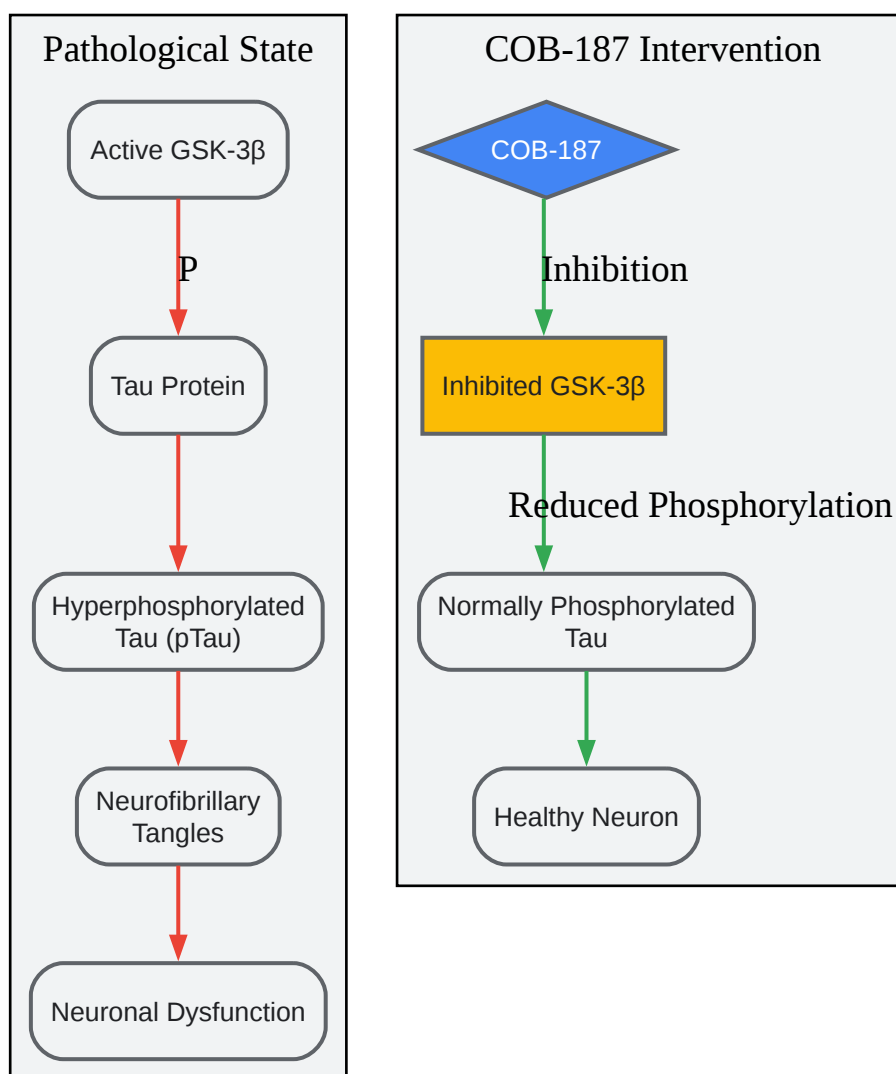 Pathological State
Active GSK-3β
P
Tau Protein
Hyperphosphorylated
Tau (pTau)
Neurofibrillary
Tangles
Neuronal Dysfunction
COB-187 Intervention
COB-187
Inhibition
Inhibited GSK-3β
Reduced Phosphorylation
Normally Phosphorylated
Tau
Healthy Neuron